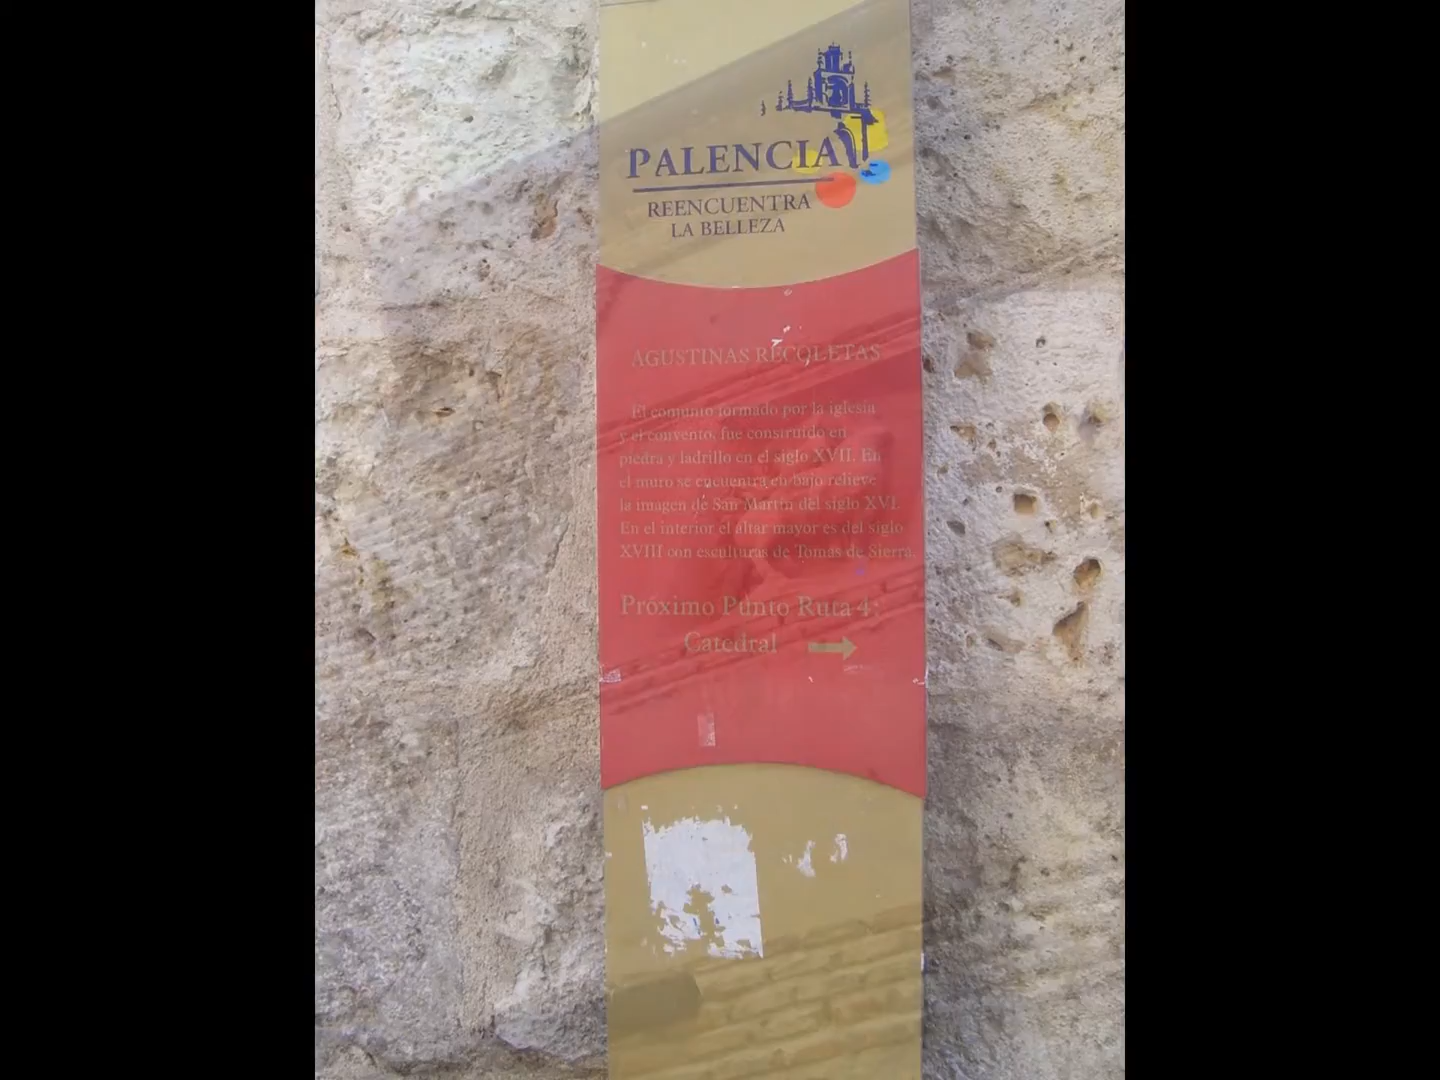 PALENCIA
REENCUENTRA
LA BELLEZA
AGUSTINAS RECOLETAS
El conjunto formado por la iglesia
y el convento, fue construído en
piedra y ladrillo en el siglo XVII. En
el muro se encuentra en bajo relieve
la imagen de San Martín del siglo XVI.
En el interior el altar mayor es del siglo
XVIII con esculturas de Tomás de Sierra.
Próximo Punto Ruta 4:
Catedral